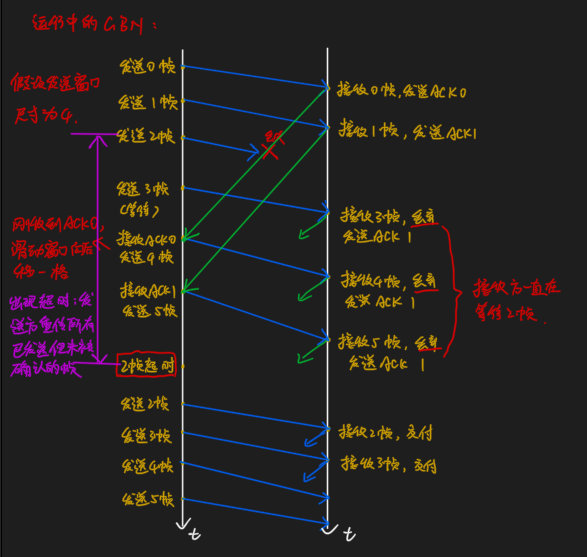 运行中的GBN：
假设发送窗口
尺寸为4.
发送0帧
发送1帧
发送2帧
发送3帧
(等待)
接收ACK0
发送4帧
接收ACK1
发送5帧
2帧超时
发送2帧
发送3帧
发送4帧
发送5帧
t
丢失
接收0帧,发送ACK0
接收1帧，发送ACK1
接收3帧，丢弃
发送ACK 1
接收4帧，丢弃
发送ACK 1
接收5帧，丢弃
发送ACK 1
接收2帧，交付
接收3帧，交付
t
接收方一直在
等待2帧.
收到ACK0,
滑动窗口向后
移动一格
出现超时：发
送方重传所有
已发送但未被
确认的帧